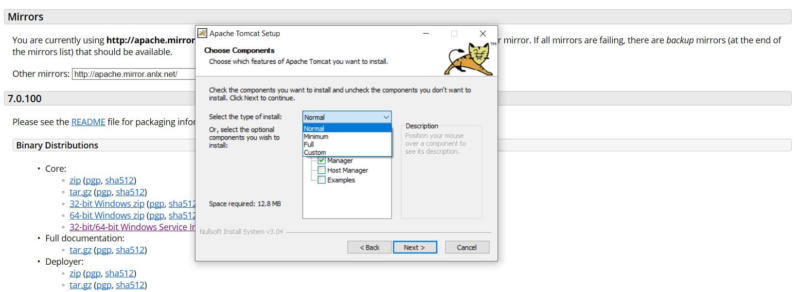 Mirrors
You are currently using http://apache.mirror
r mirror. If all mirrors are failing, there are backup mirrors (at the end of
the mirrors list) that should be available.
Other mirrors: http://apache.mirror.anlx.net/
7.0.100
Please see the README file for packaging infor
Binary Distributions
• Core:
◦ zip (pgp, sha512)
◦ tar.gz (pgp, sha512)
◦ 32-bit Windows zip (pgp, sha512
◦ 64-bit Windows zip (pgp, sha512
◦ 32-bit/64-bit Windows Service In
• Full documentation:
◦ tar.gz (pgp, sha512)
• Deployer:
◦ zip (pgp, sha512)
◦ tar.gz (pgp, sha512)
Apache Tomcat Setup
Choose Components
Choose which features of Apache Tomcat you want to install.
TM
Check the components you want to install and uncheck the components you don't want to
install. Click Next to continue.
Select the type of install:
Normal
Or, select the optional
components you wish to
install:
Normal
Minimum
Full
Custom
Manager
Host Manager
Examples
Description
Position your mouse
over a component to
see its description.
Space required: 12.8 MB
Nullsoft Install System v3.04
< Back
Next >
Cancel